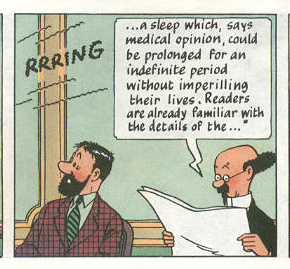 RRRING
...a sleep which, says
medical opinion, could
be prolonged for an
indefinite period
without imperilling
their lives. Readers
are already familiar with
the details of the..."